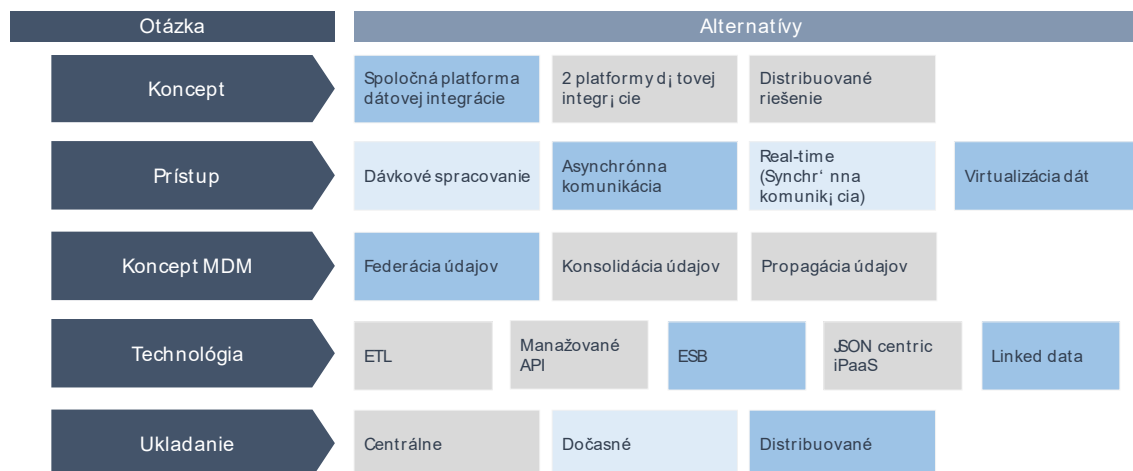 Otázka
Alternatívy
Koncept
Spoločná platforma
dátovej integrácie
2 platformy d¡ tovej
integr¡ cie
Distribuované
riešenie
Prístup
Dávkové spracovanie
Asynchrónna
komunikácia
Real-time
(Synchr‘ nna
komunik¡ cia)
Virtualizácia dát
Koncept MDM
Federácia údajov
Konsolidácia údajov
Propagácia údajov
Technológia
ETL
Manažované
API
ESB
JSON centric
iPaaS
Linked data
Ukladanie
Centrálne
Dočasné
Distribuované